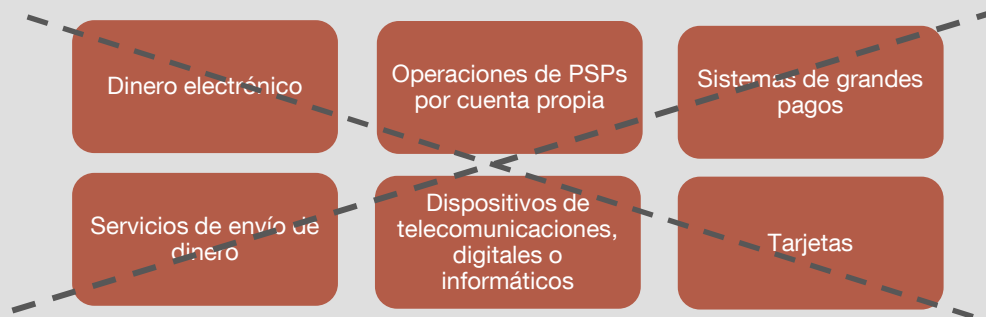 Dinero electrónico
Operaciones de PSPs
por cuenta propia
Sistemas de grandes
pagos
Servicios de envío de
dinero
Dispositivos de
telecomunicaciones,
digitales o
informáticos
Tarjetas